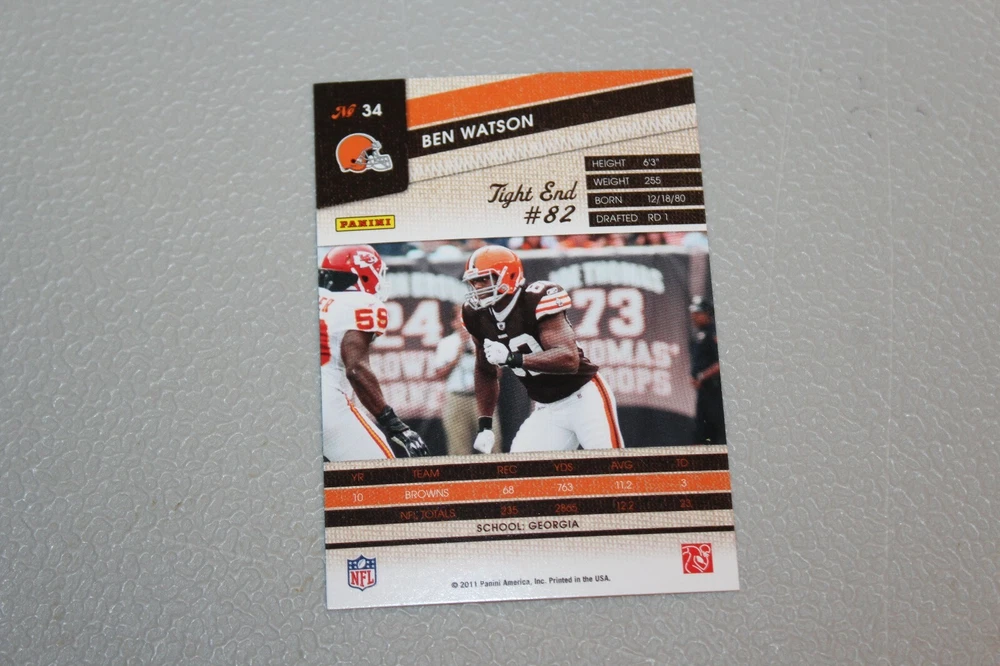 No 34
BEN WATSON
HEIGHT 6'3"
WEIGHT 255
BORN 12/18/80
DRAFTED RD 1
Tight End
#82
PANINI
59
24
73
YR TEAM REC YDS AVG TD
10 BROWNS 68 763 11.2 3
NFL TOTALS 235 2865 12.2 23
SCHOOL: GEORGIA
NFL
© 2011 Panini America, Inc. Printed in the USA.